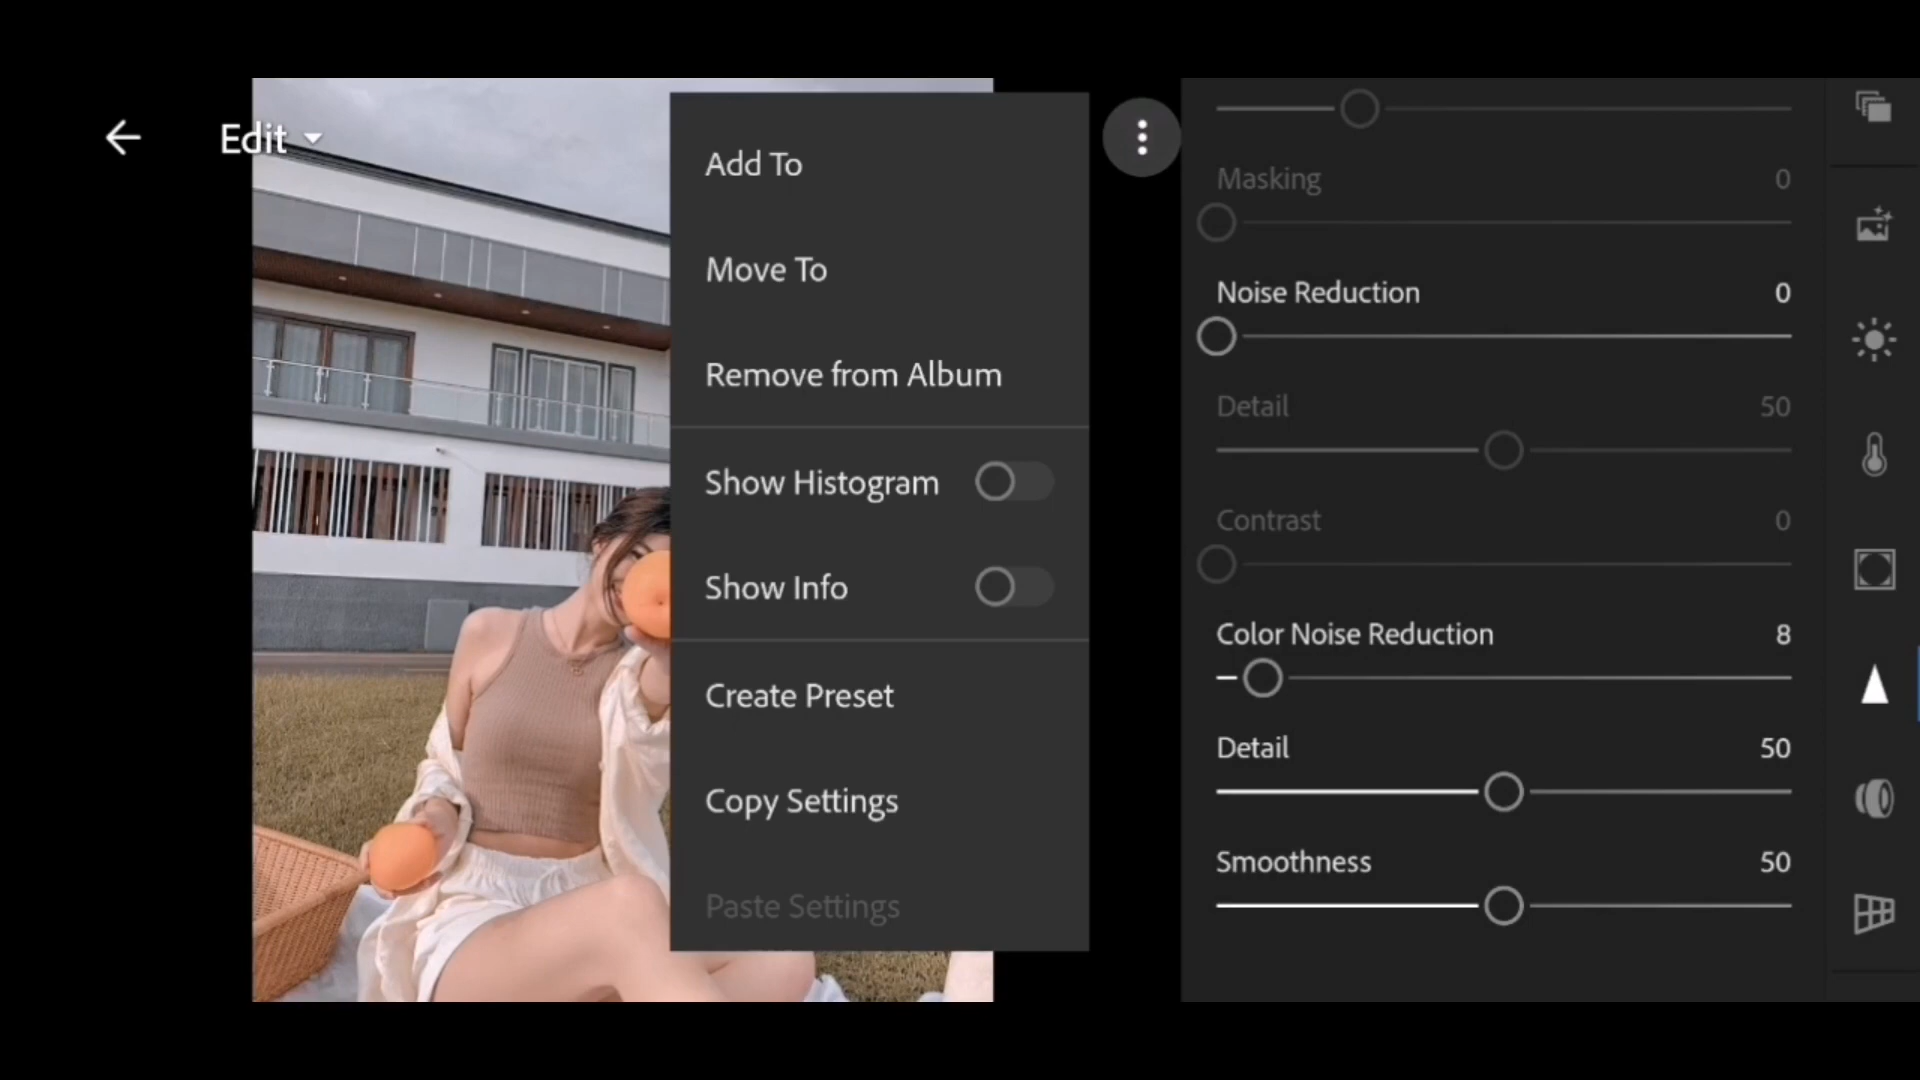 Edit
Add To
Move To
Remove from Album
Show Histogram
Show Info
Create Preset
Copy Settings
Paste Settings
Masking 0
Noise Reduction 0
Detail 50
Contrast 0
Color Noise Reduction 8
Detail 50
Smoothness 50